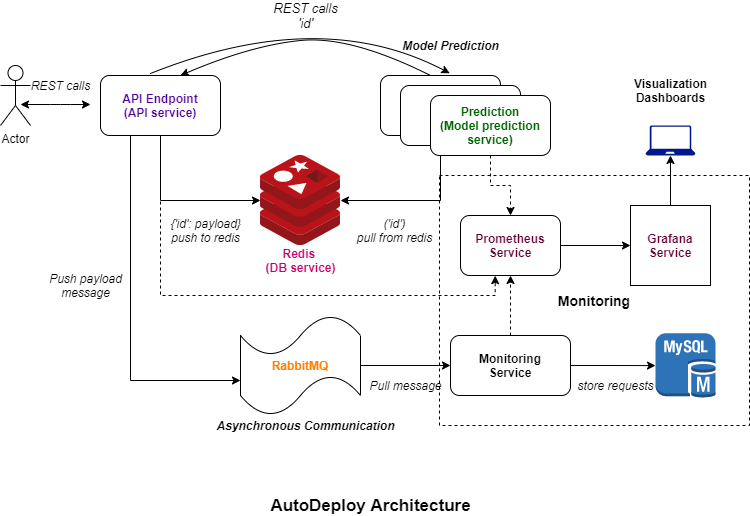 REST calls
'id'
Model Prediction
REST calls
Actor
API Endpoint
(API service)
Prediction
(Model prediction
service)
Visualization
Dashboards
{'id': payload}
push to redis
Redis
(DB service)
('id')
pull from redis
Prometheus
Service
Grafana
Service
Push payload
message
Monitoring
RabbitMQ
Pull message
Monitoring
Service
store requests
MySQL
M
Asynchronous Communication
AutoDeploy Architecture